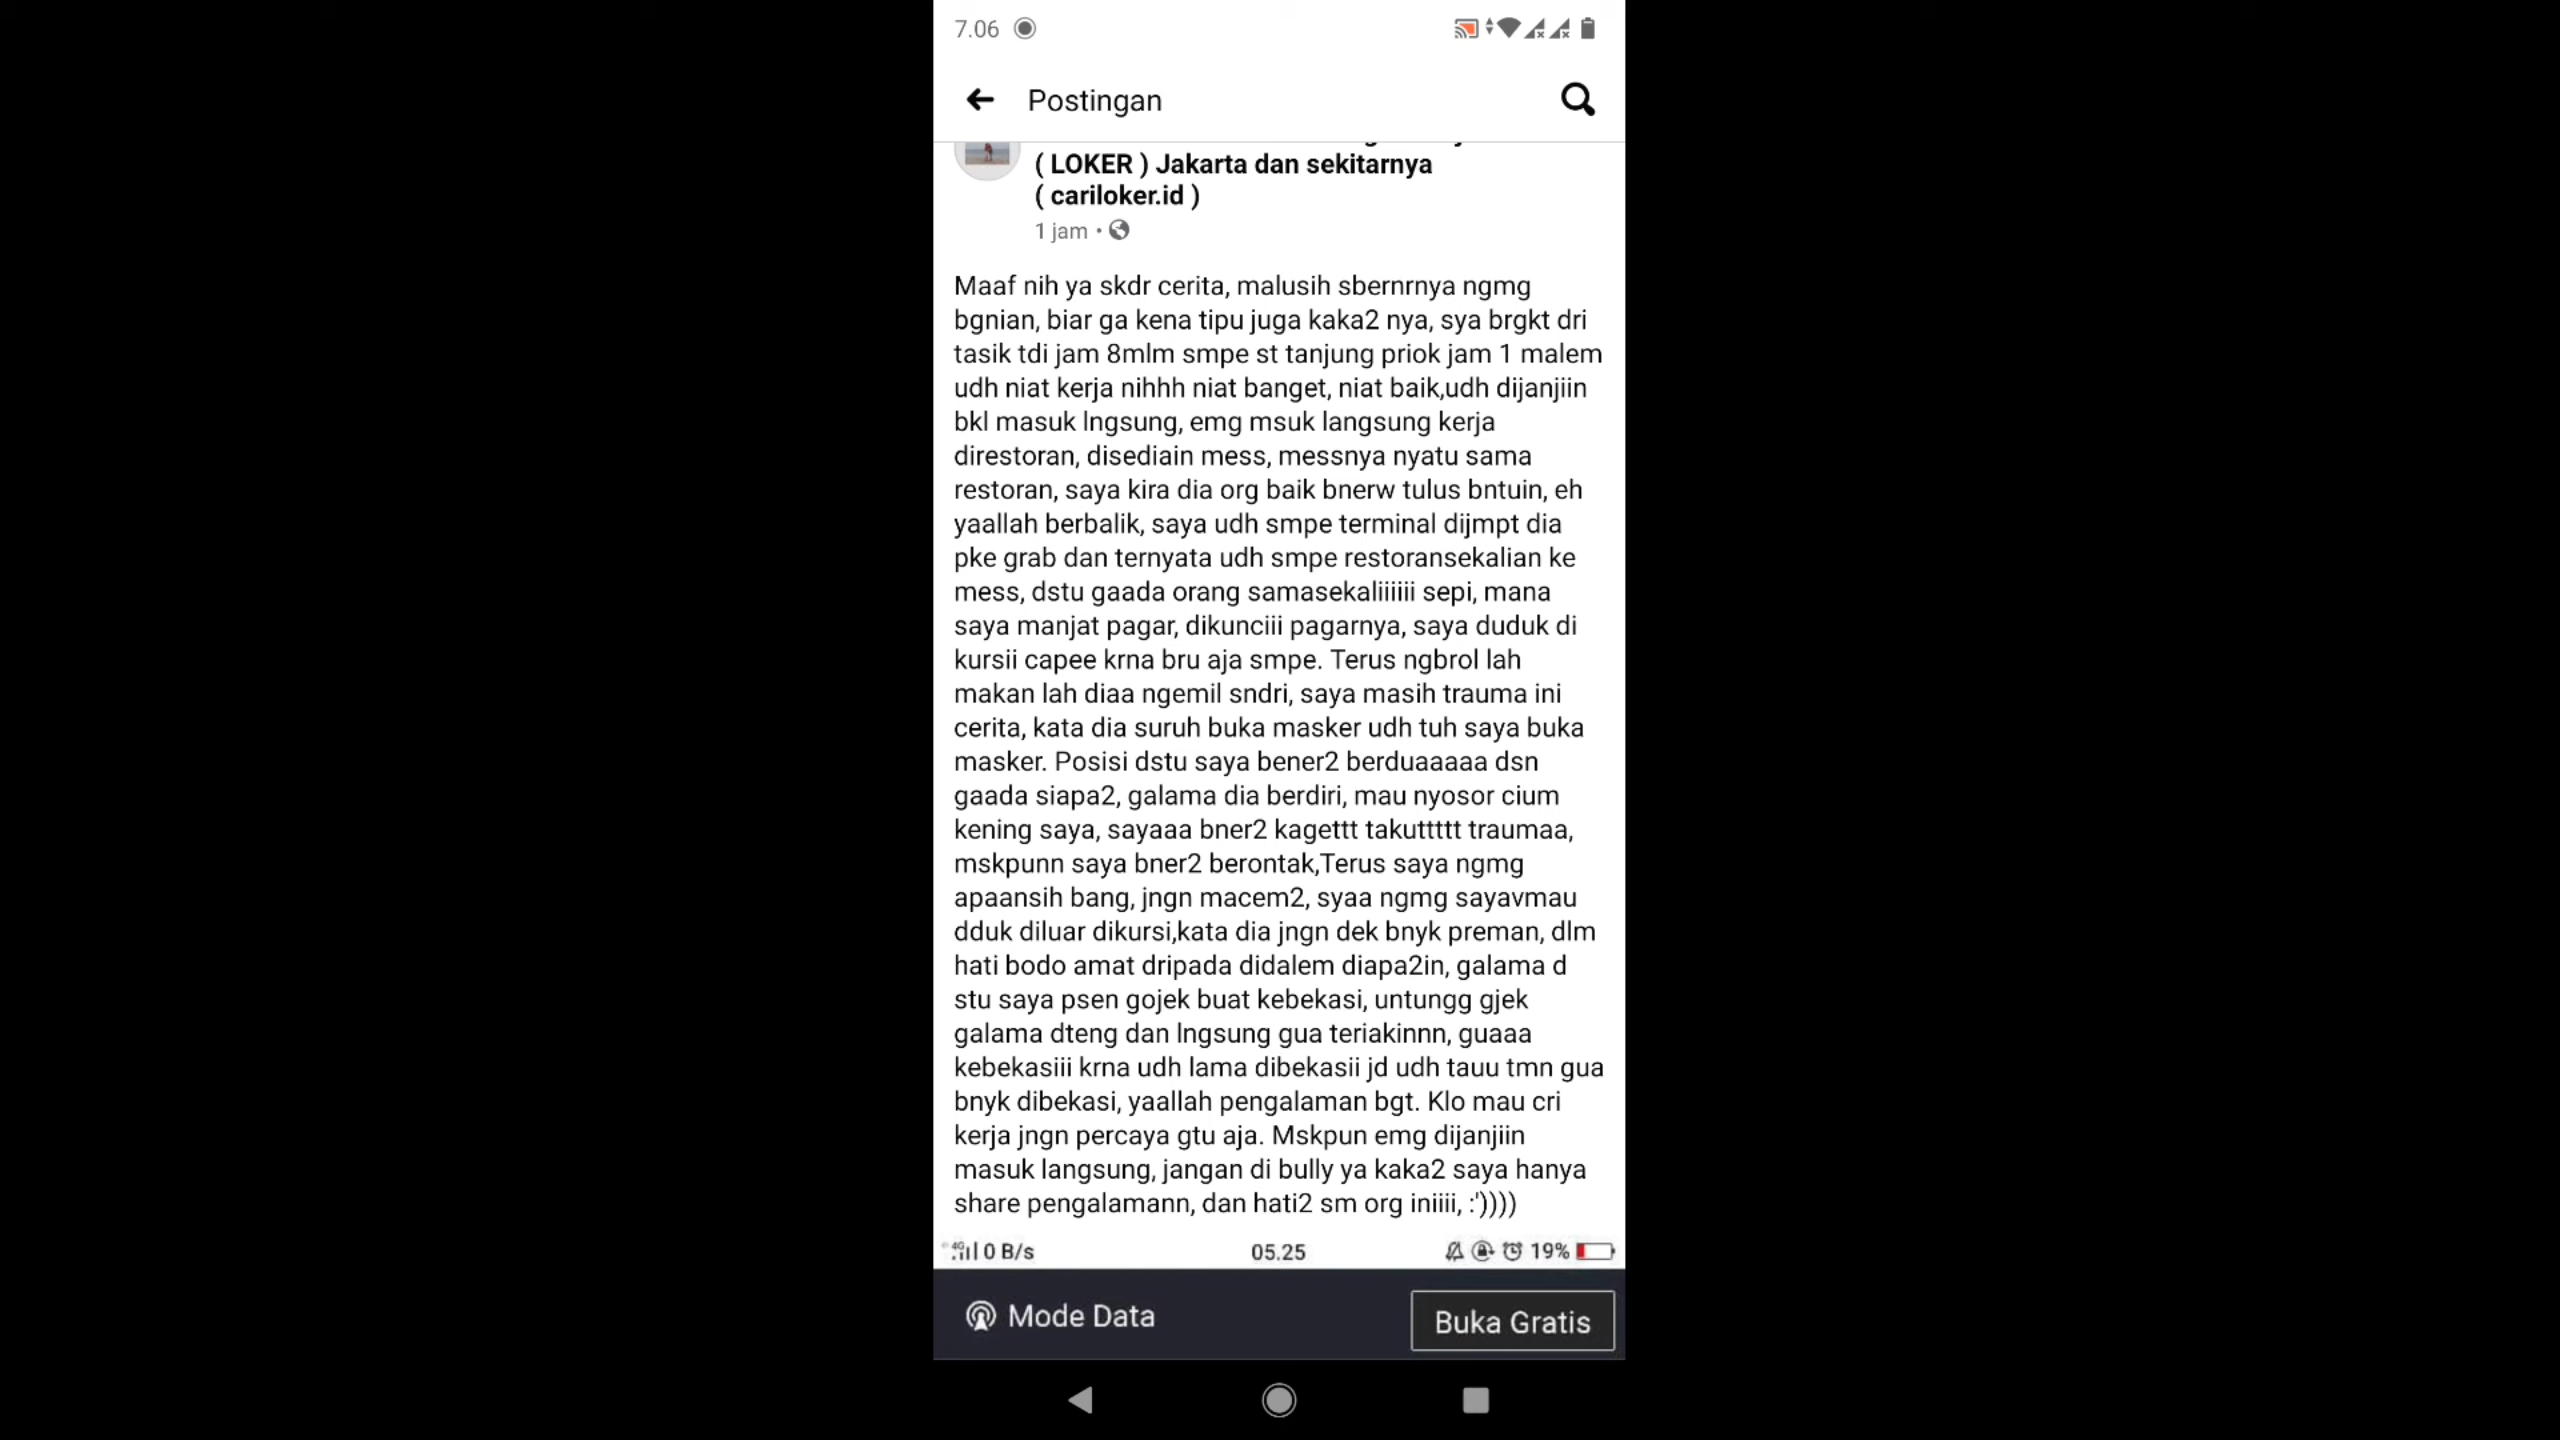 7.06
Postingan
( LOKER ) Jakarta dan sekitarnya
( cariloker.id )
1 jam •
Maaf nih ya skdr cerita, malusih sbernrnya ngmg
bgnian, biar ga kena tipu juga kaka2 nya, sya brgkt dri
tasik tdi jam 8mlm smpe st tanjung priok jam 1 malem
udh niat kerja nihhh niat banget, niat baik,udh dijanjiin
bkl masuk lngsung, emg msuk langsung kerja
direstoran, disediain mess, messnya nyatu sama
restoran, saya kira dia org baik bnerw tulus bntuin, eh
yaallah berbalik, saya udh smpe terminal dijmpt dia
pke grab dan ternyata udh smpe restoransekalian ke
mess, dstu gaada orang samasekaliiiiii sepi, mana
saya manjat pagar, dikunciii pagarnya, saya duduk di
kursii capee krna bru aja smpe. Terus ngbrol lah
makan lah diaa ngemil sndri, saya masih trauma ini
cerita, kata dia suruh buka masker udh tuh saya buka
masker. Posisi dstu saya bener2 berduaaaaa dsn
gaada siapa2, galama dia berdiri, mau nyosor cium
kening saya, sayaaa bner2 kagettt takuttttt traumaa,
mskpunn saya bner2 berontak,Terus saya ngmg
apaansih bang, jngn macem2, syaa ngmg sayavmau
dduk diluar dikursi,kata dia jngn dek bnyk preman, dlm
hati bodo amat dripada didalem diapa2in, galama d
stu saya psen gojek buat kebekasi, untungg gjek
galama dteng dan lngsung gua teriakinnn, guaaa
kebekasiii krna udh lama dibekasii jd udh tauu tmn gua
bnyk dibekasi, yaallah pengalaman bgt. Klo mau cri
kerja jngn percaya gtu aja. Mskpun emg dijanjiin
masuk langsung, jangan di bully ya kaka2 saya hanya
share pengalamann, dan hati2 sm org iniiii, :'))))
4G 0 B/s 05.25 19%
Mode Data
Buka Gratis